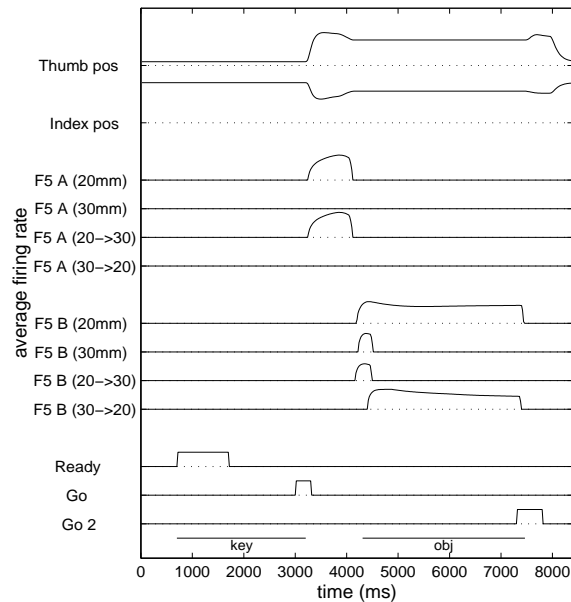 Thumb pos
Index pos
F5 A (20mm)
F5 A (30mm)
F5 A (20->30)
F5 A (30->20)
F5 B (20mm)
F5 B (30mm)
F5 B (20->30)
F5 B (30->20)
Ready
Go
Go 2
average firing rate
key obj
0 1000 2000 3000 4000 5000 6000 7000 8000
time (ms)